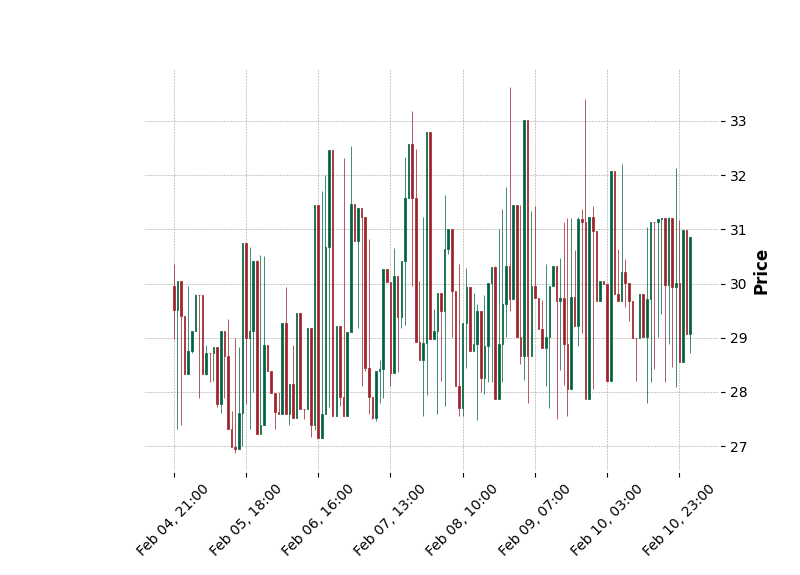 33
32
31
30
29
28
27
Price
Feb 04, 21:00
Feb 05, 18:00
Feb 06, 16:00
Feb 07, 13:00
Feb 08, 10:00
Feb 09, 07:00
Feb 10, 03:00
Feb 10, 23:00